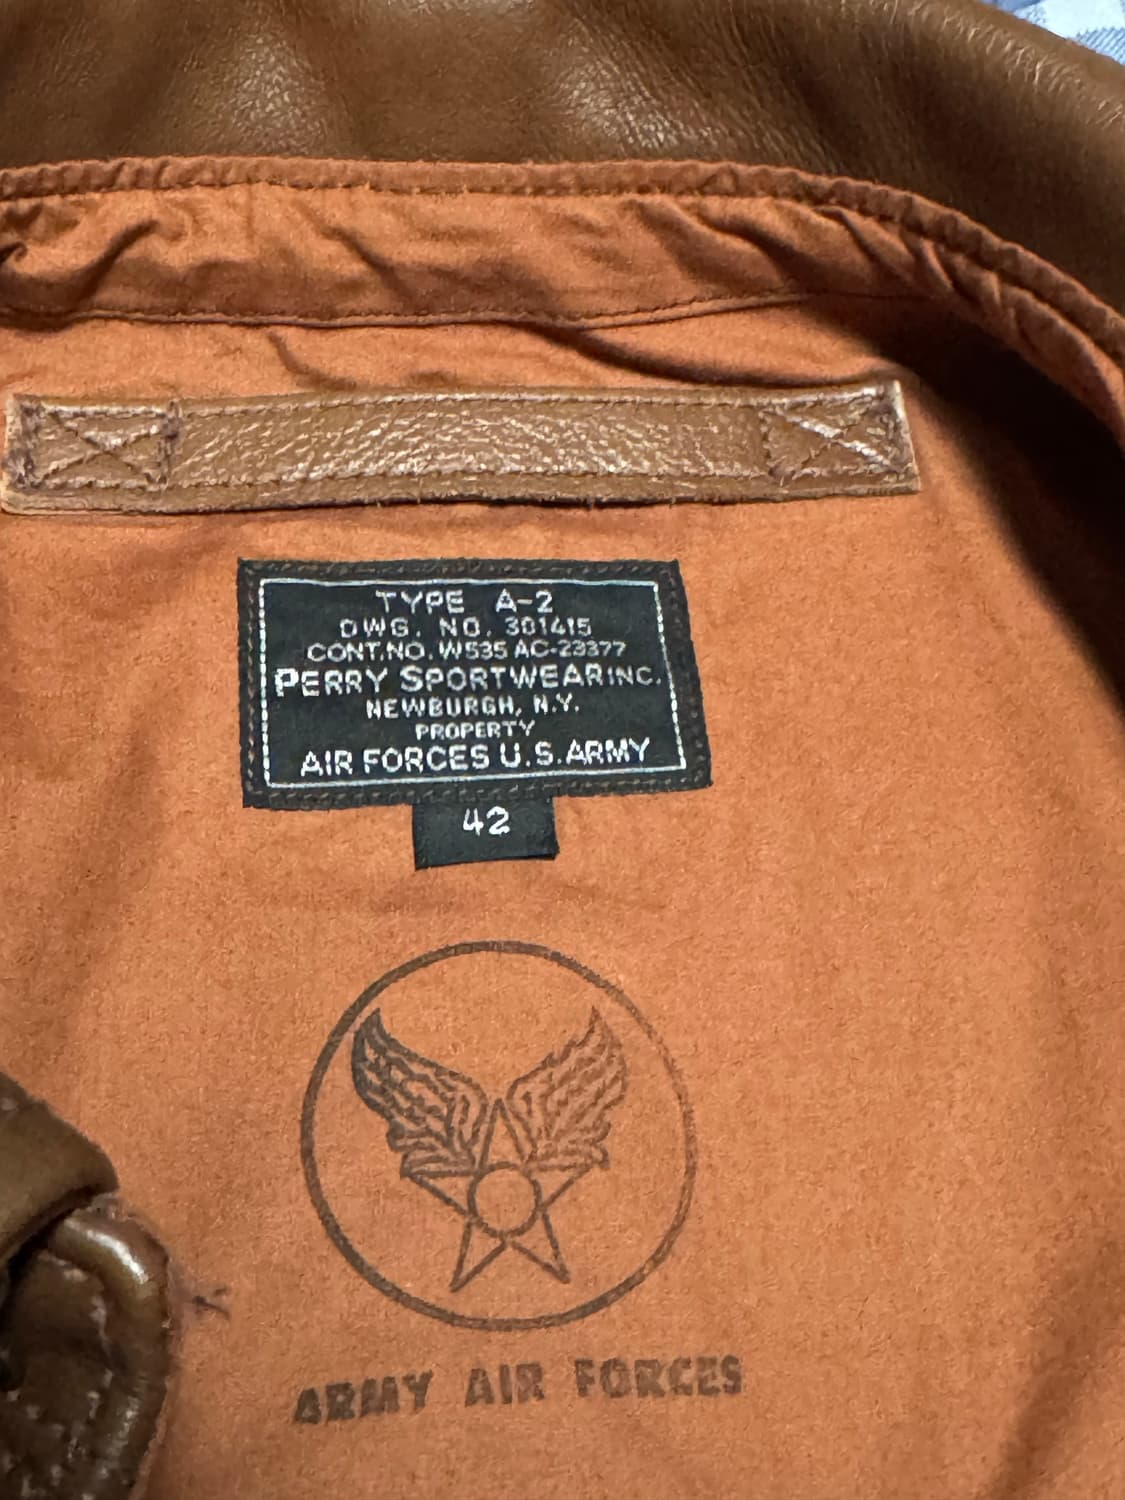 TYPE A-2
DWG. NO. 301415
CONT.NO. W535 AC-23377
PERRY SPORTWEAR INC.
NEWBURGH, N.Y.
PROPERTY
AIR FORCES U.S.ARMY
42
ARMY AIR FORCES